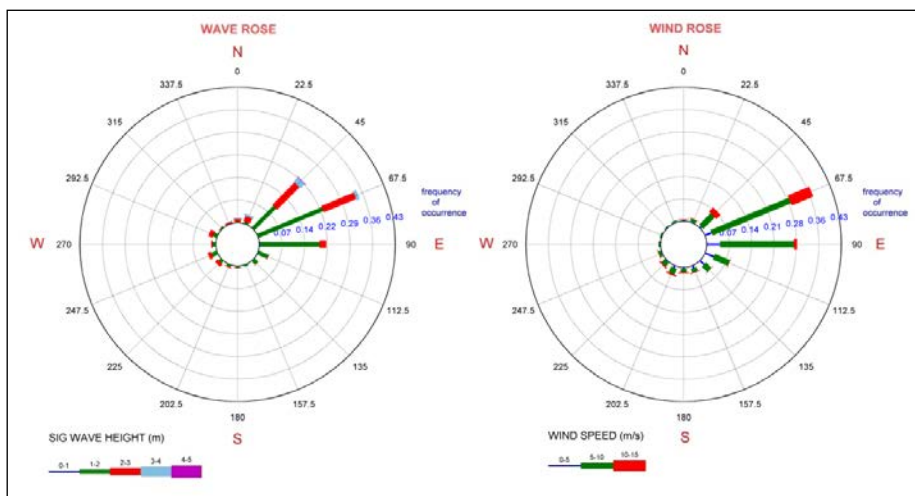 WAVE ROSE
N
0
22.5
45
67.5
frequency
of
occurrence
0.07 0.14 0.22 0.29 0.36 0.43
90 E
112.5
135
157.5
180
S
202.5
225
247.5
W 270
292.5
315
337.5
SIG WAVE HEIGHT (m)
0-1 1-2 2-3 3-4 4-5
WIND ROSE
N
0
22.5
45
67.5
frequency
of
occurrence
0.07 0.14 0.21 0.28 0.36 0.43
90 E
112.5
135
157.5
180
S
202.5
225
247.5
W 270
292.5
315
337.5
WIND SPEED (m/s)
0-5 5-10 10-15